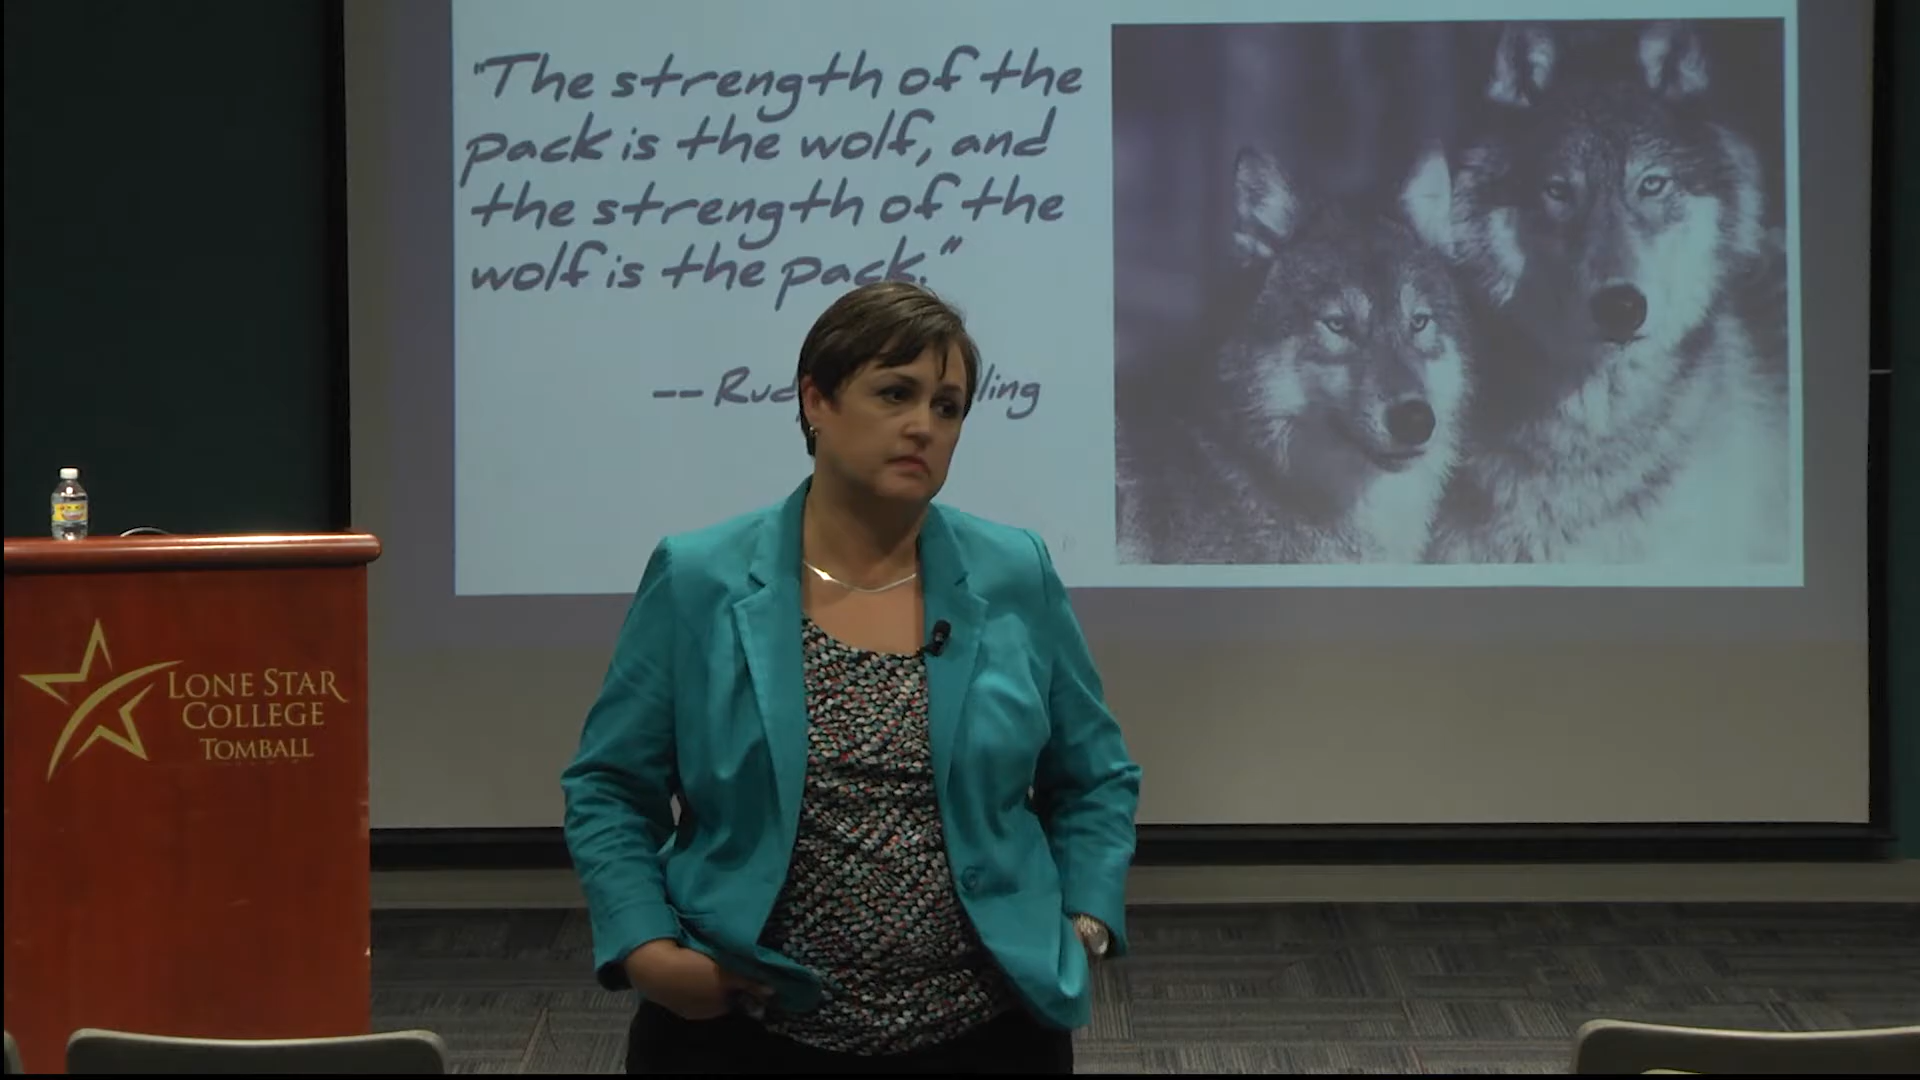 "The strength of the
pack is the wolf, and
the strength of the
wolf is the pack."
-- Rud ling
LONE STAR
COLLEGE
TOMBALL